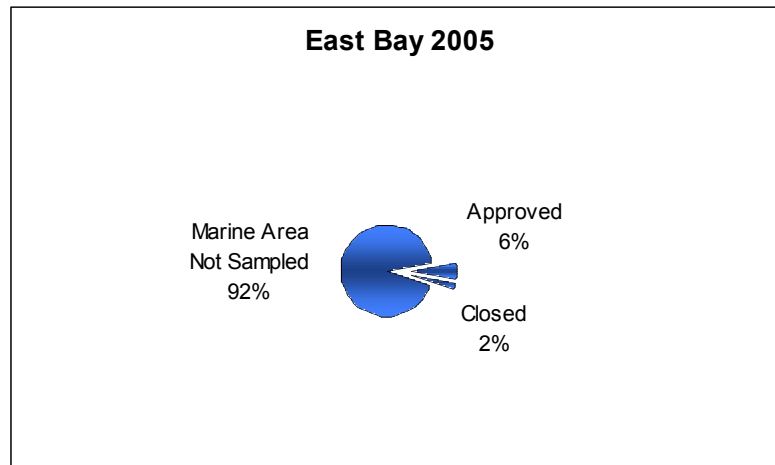 East Bay 2005
Marine Area
Not Sampled
92%
Approved
6%
Closed
2%